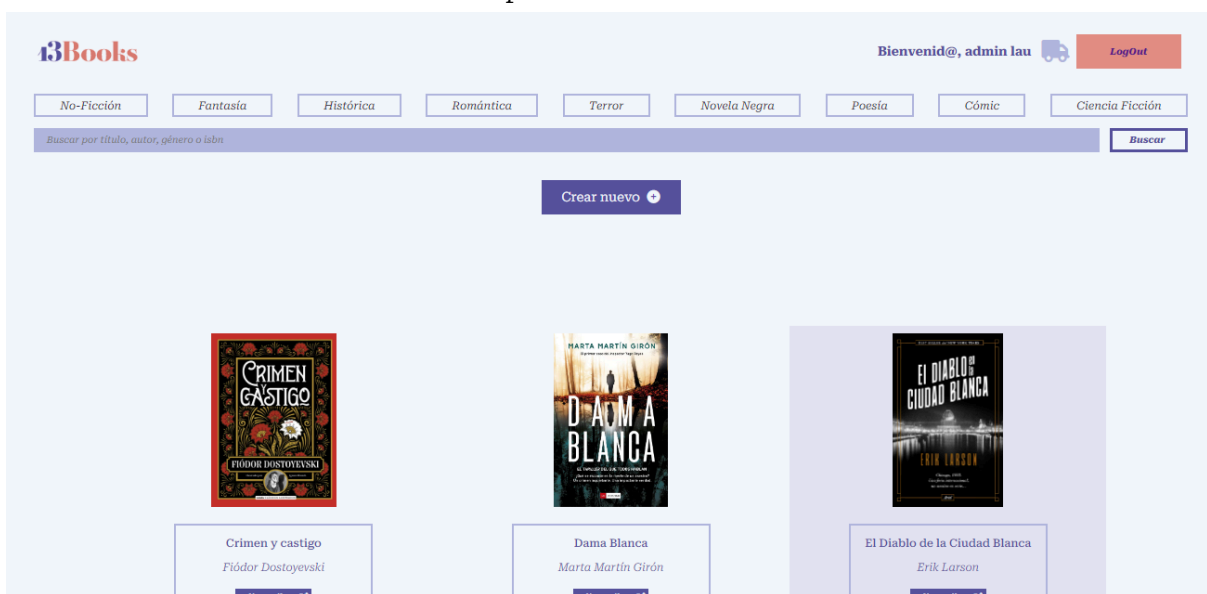 13Books
Bienvenid@, admin lau
LogOut
No-Ficción
Fantasía
Histórica
Romántica
Terror
Novela Negra
Poesía
Cómic
Ciencia Ficción
Buscar por título, autor, género o isbn
Buscar
Crear nuevo
CRIMEN
Y
CASTIGO
FIÓDOR DOSTOYEVSKI
MARTA MARTÍN GIRÓN
DAMA
BLANCA
EL DIABLO EN LA
CIUDAD BLANCA
ERIK LARSON
Crimen y castigo
Fiódor Dostoyevski
Dama Blanca
Marta Martín Girón
El Diablo de la Ciudad Blanca
Erik Larson